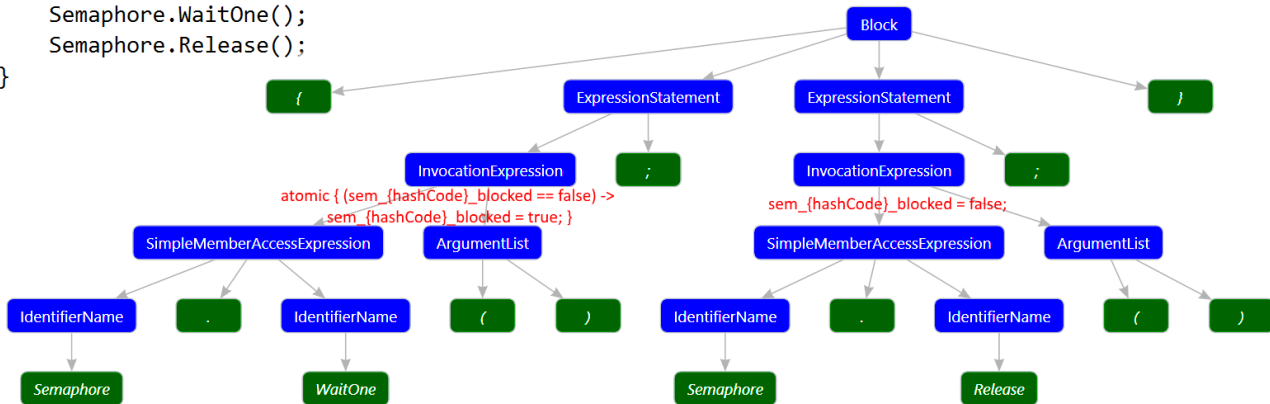 Semaphore.WaitOne();
Semaphore.Release();
}
Block
{
ExpressionStatement
ExpressionStatement
}
InvocationExpression
;
InvocationExpression
;
atomic { (sem_{hashCode}_blocked == false) ->
sem_{hashCode}_blocked = true; }
sem_{hashCode}_blocked = false;
SimpleMemberAccessExpression
ArgumentList
SimpleMemberAccessExpression
ArgumentList
IdentifierName
.
IdentifierName
(
)
IdentifierName
.
IdentifierName
(
)
Semaphore
WaitOne
Semaphore
Release